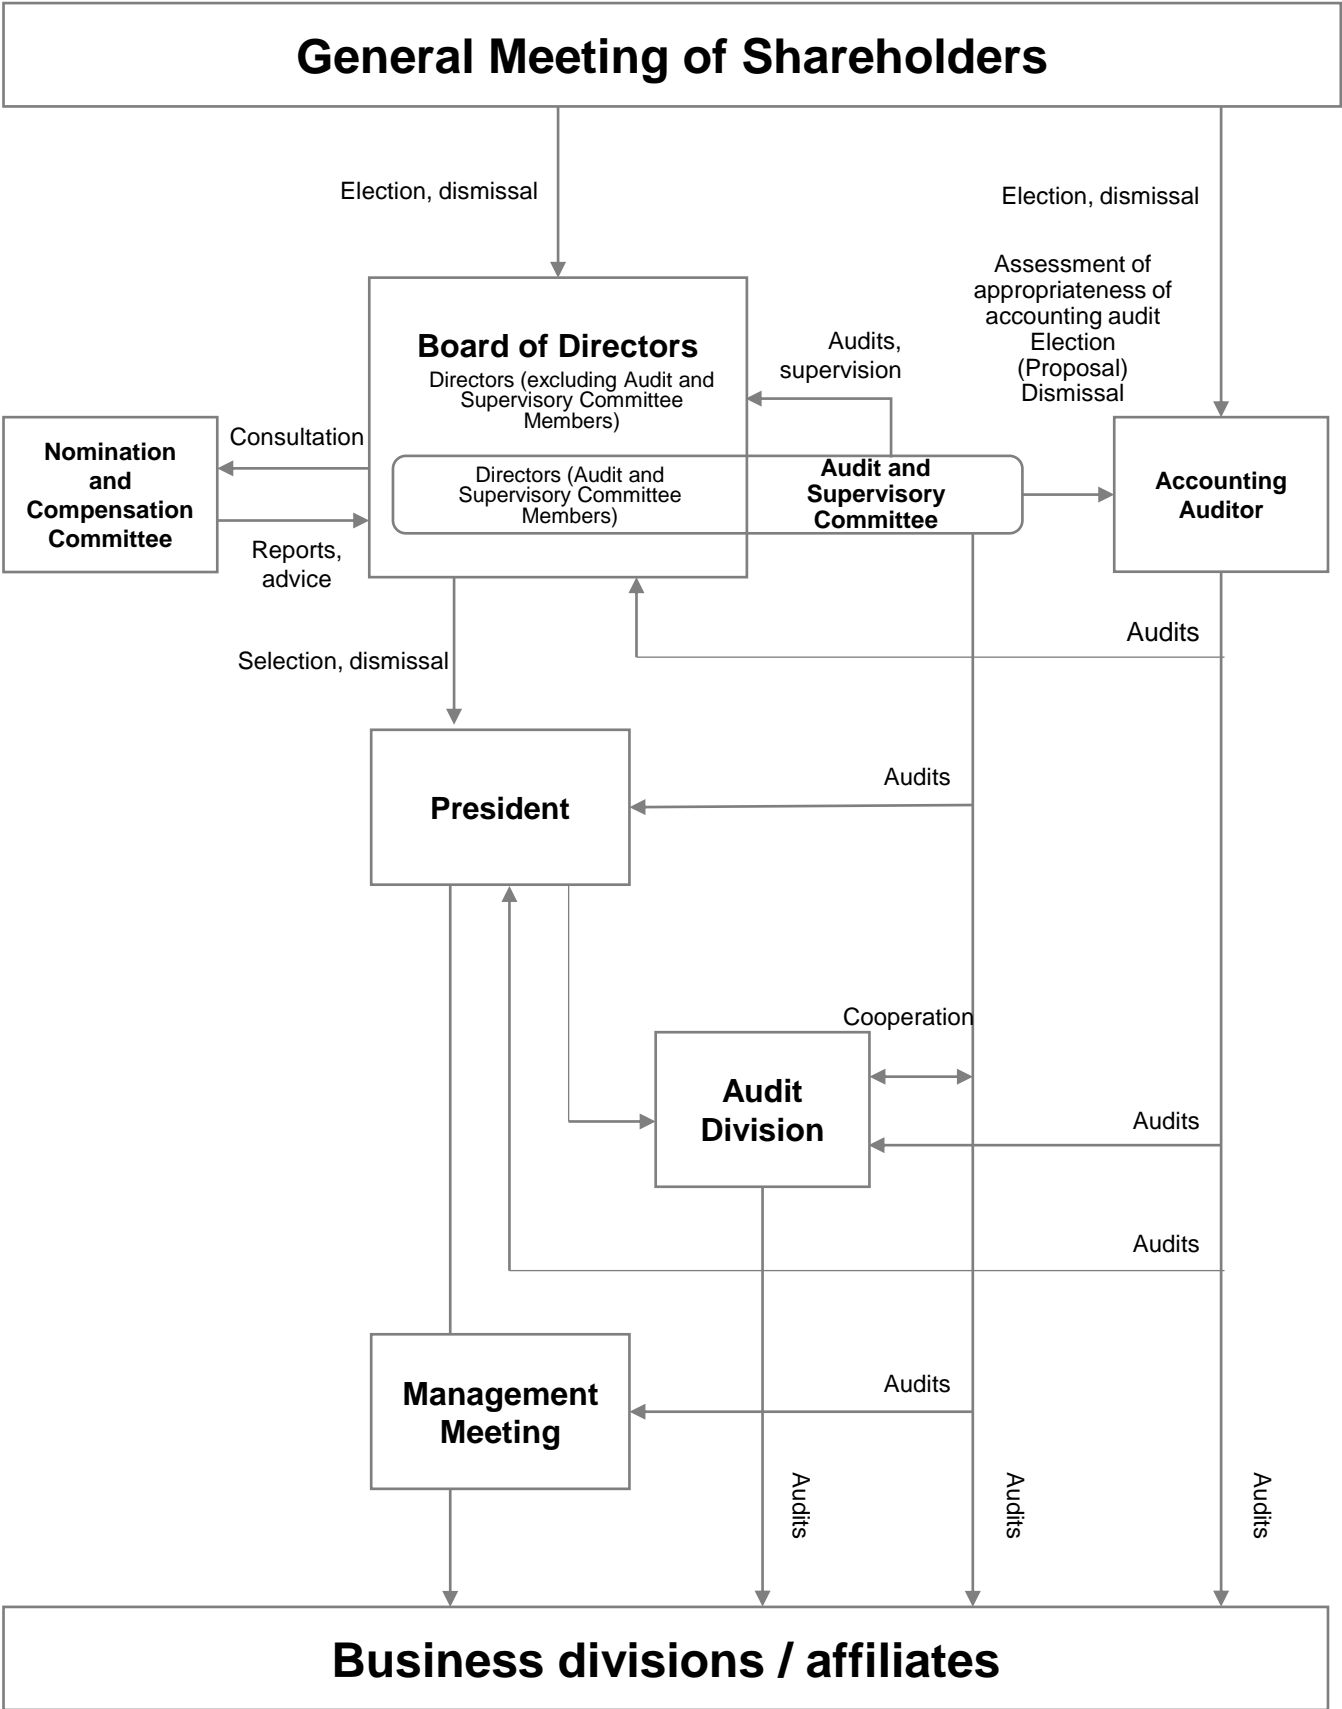 General Meeting of Shareholders
Election, dismissal
Election, dismissal
Assessment of
appropriateness of
accounting audit
Election
(Proposal)
Dismissal
Board of Directors
Directors (excluding Audit and
Supervisory Committee
Members)
Audits,
supervision
Nomination
and
Compensation
Committee
Consultation
Reports,
advice
Directors (Audit and
Supervisory Committee
Members)
Audit and
Supervisory
Committee
Accounting
Auditor
Audits
Selection, dismissal
President
Audits
Cooperation
Audit
Division
Audits
Audits
Management
Meeting
Audits
Audits
Audits
Audits
Business divisions / affiliates